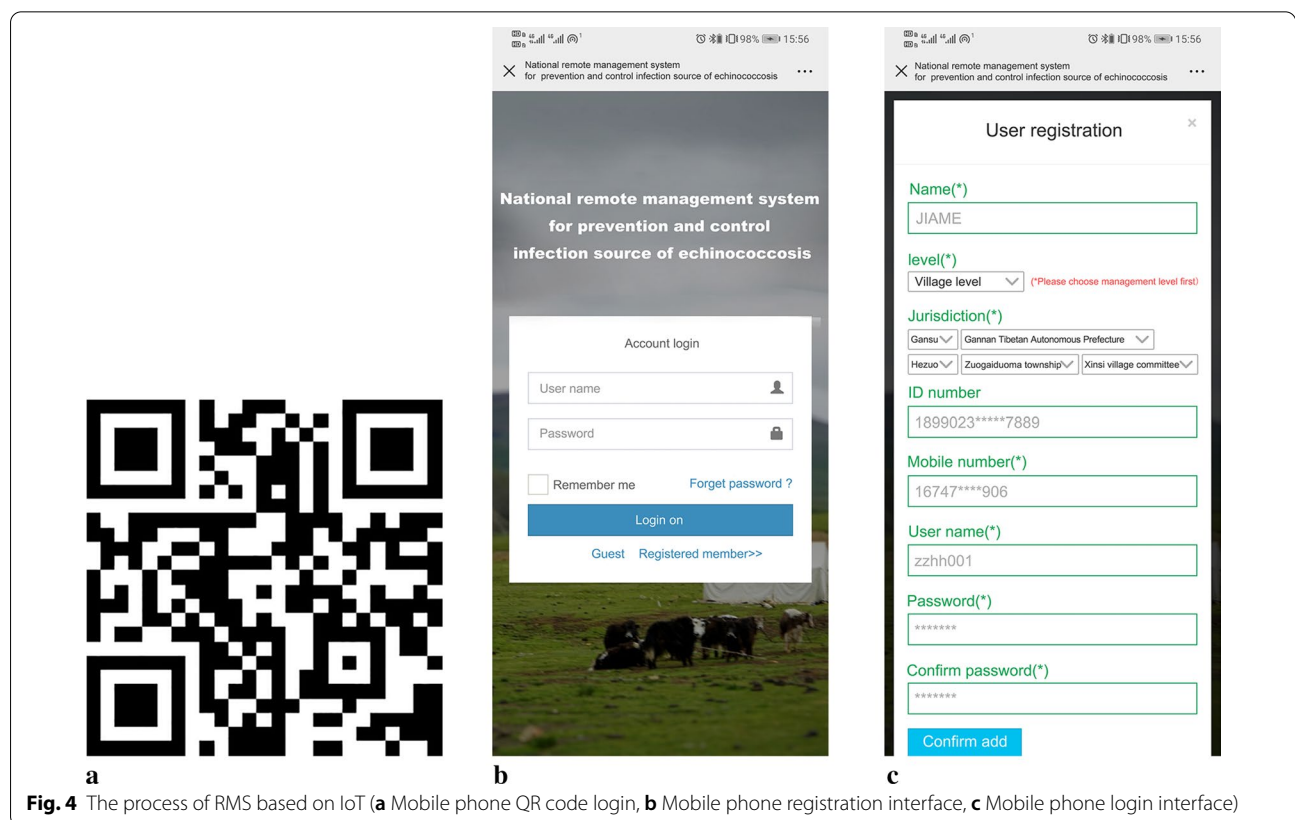 98% 15:56
National remote management system
for prevention and control infection source of echinococcosis
National remote management system
for prevention and control
infection source of echinococcosis
Account login
User name
Password
Remember me Forget password ?
Login on
Guest Registered member>>
98% 15:56
National remote management system
for prevention and control infection source of echinococcosis
User registration
Name(*)
JIAME
level(*)
Village level (*Please choose management level first)
Jurisdiction(*)
Gansu Gannan Tibetan Autonomous Prefecture
Hezuo Zuogaiduoma township Xinsi village committee
ID number
1899023*****7889
Mobile number(*)
16747****906
User name(*)
zzhh001
Password(*)
*******
Confirm password(*)
*******
Confirm add
a
b
c
Fig. 4 The process of RMS based on IoT (a Mobile phone QR code login, b Mobile phone registration interface, c Mobile phone login interface)